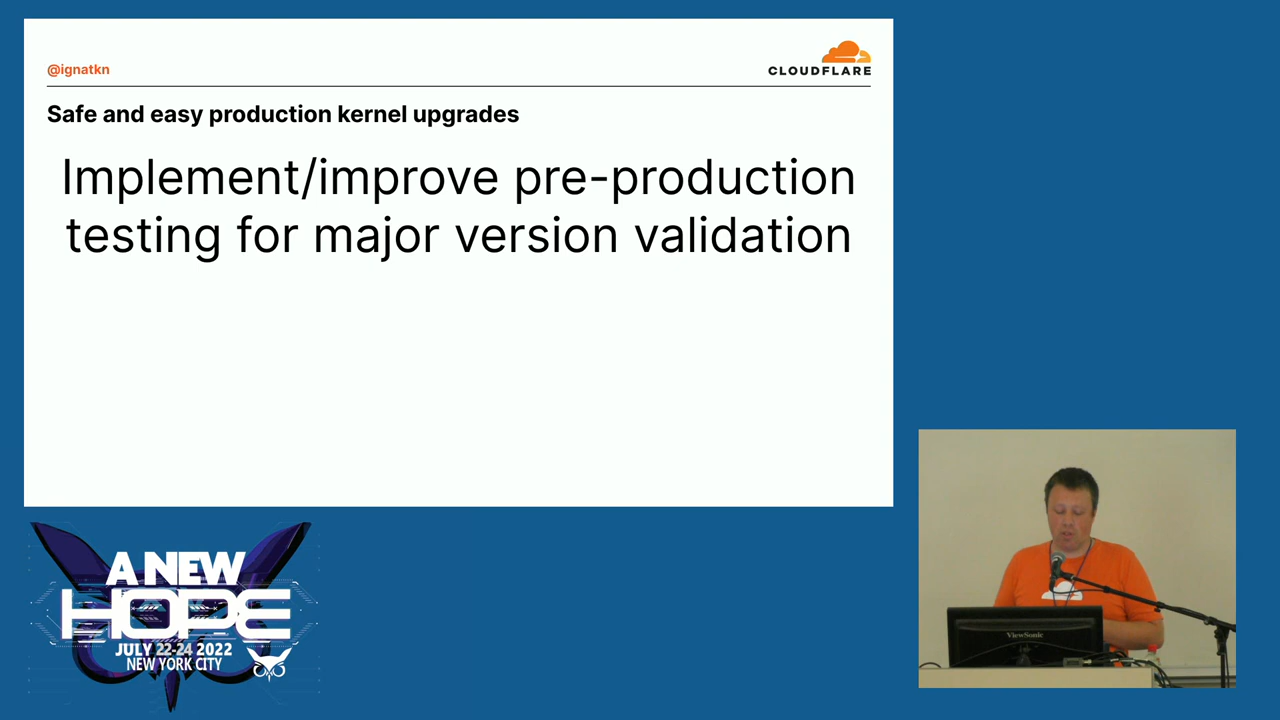 @ignatkn
CLOUDFLARE
Safe and easy production kernel upgrades
Implement/improve pre-production
testing for major version validation
A NEW
HOPE
JULY 22-24 2022
NEW YORK CITY
ViewSonic